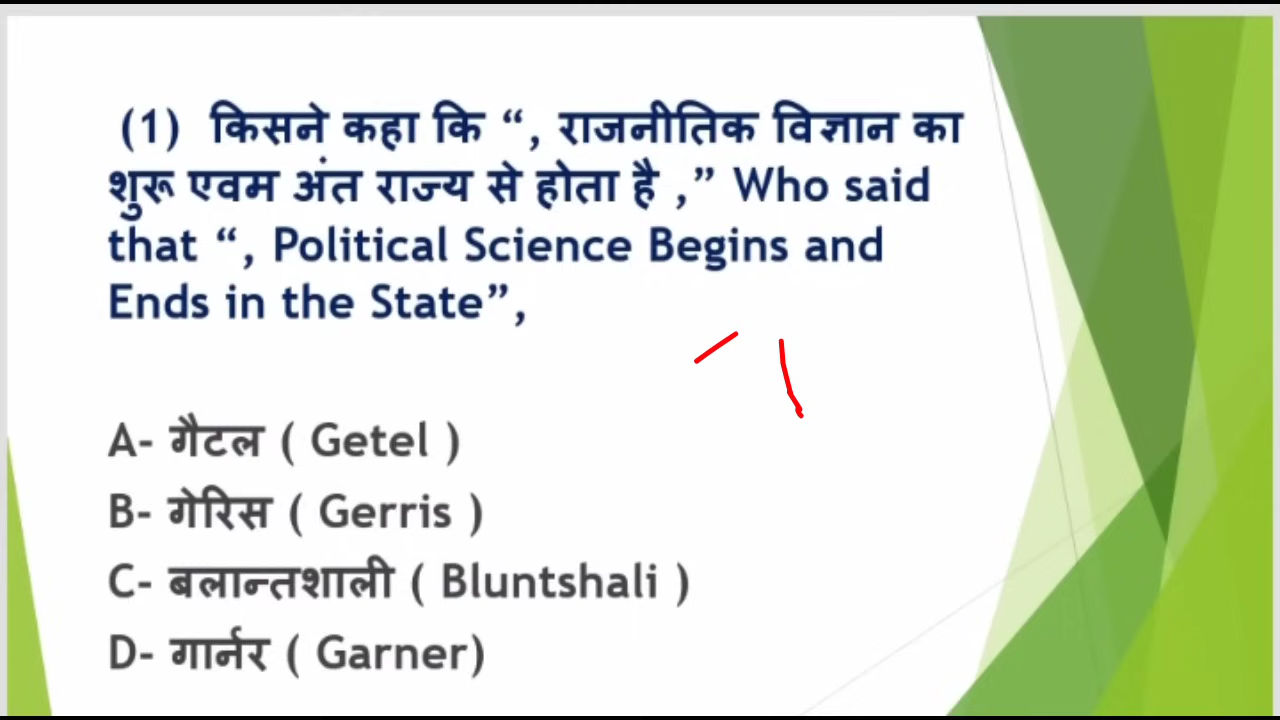 (1) किसने कहा कि “, राजनीतिक विज्ञान का
शुरू एवम अंत राज्य से होता है ,” Who said
that “, Political Science Begins and
Ends in the State”,
A- गैटल ( Getel )
B- गेरिस ( Gerris )
C- बलान्तशाली ( Bluntshali )
D- गार्नर ( Garner)